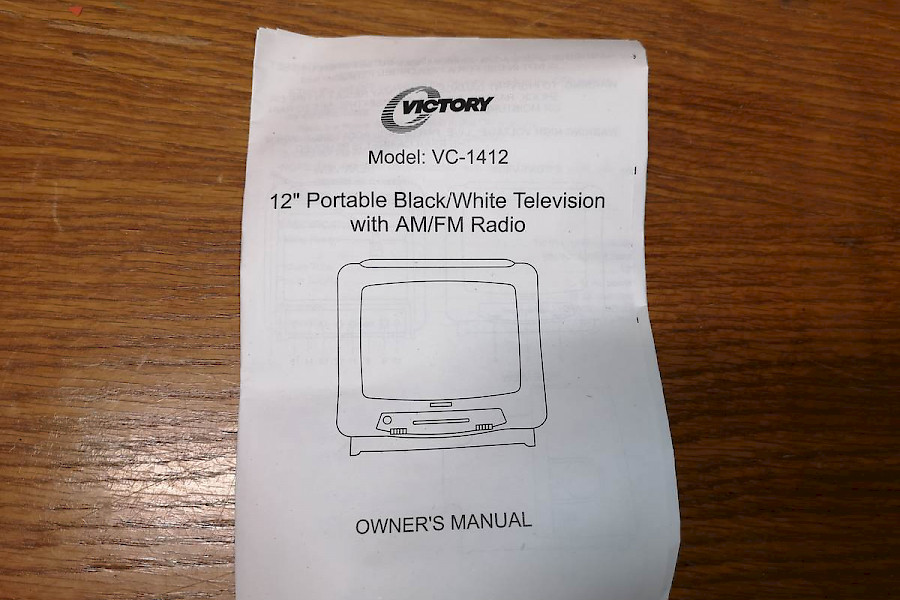 VICTORY
Model: VC-1412
12" Portable Black/White Television
with AM/FM Radio
OWNER'S MANUAL